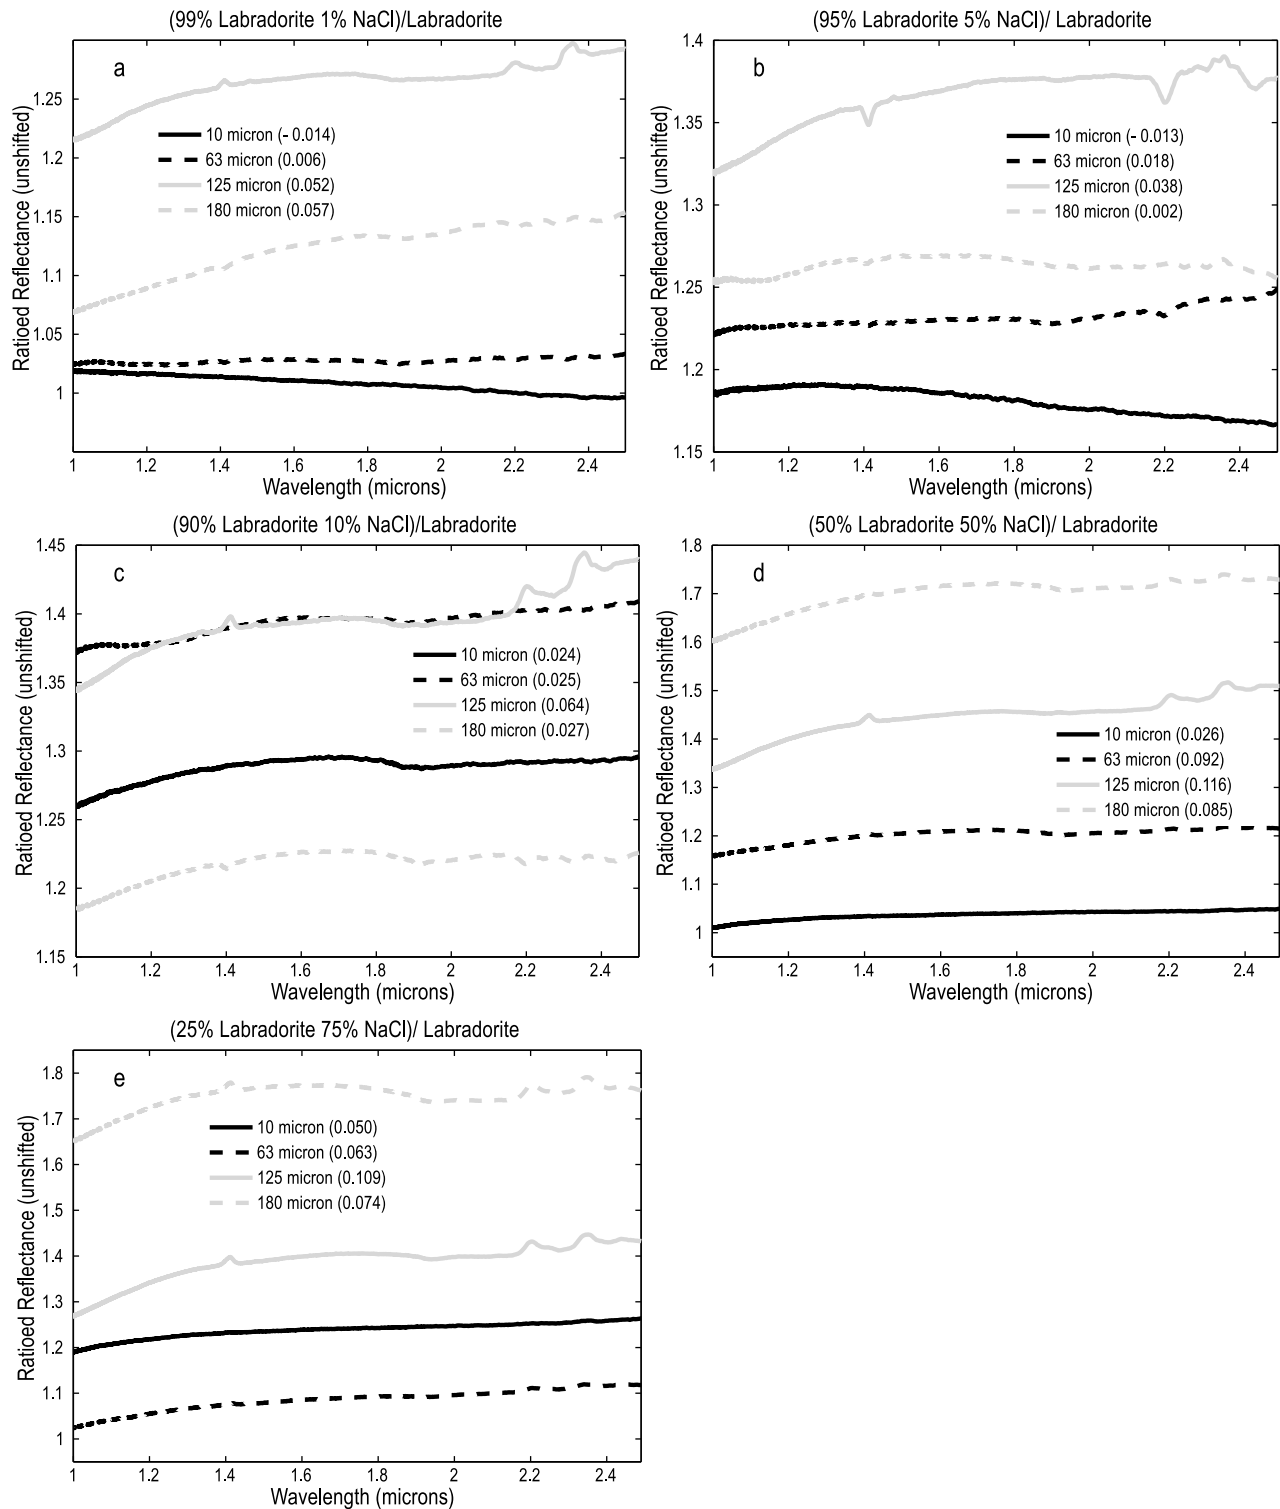 (99% Labradorite 1% NaCl)/Labradorite
a
10 micron (- 0.014)
63 micron (0.006)
125 micron (0.052)
180 micron (0.057)
Ratioed Reflectance (unshifted)
1.25
1.2
1.15
1.1
1.05
1
1 1.2 1.4 1.6 1.8 2 2.2 2.4
Wavelength (microns)
(95% Labradorite 5% NaCl)/ Labradorite
b
10 micron (- 0.013)
63 micron (0.018)
125 micron (0.038)
180 micron (0.002)
Ratioed Reflectance (unshifted)
1.4
1.35
1.3
1.25
1.2
1.15
1 1.2 1.4 1.6 1.8 2 2.2 2.4
Wavelength (microns)
(90% Labradorite 10% NaCl)/Labradorite
c
10 micron (0.024)
63 micron (0.025)
125 micron (0.064)
180 micron (0.027)
Ratioed Reflectance (unshifted)
1.45
1.4
1.35
1.3
1.25
1.2
1.15
1 1.2 1.4 1.6 1.8 2 2.2 2.4
Wavelength (microns)
(50% Labradorite 50% NaCl)/ Labradorite
d
10 micron (0.026)
63 micron (0.092)
125 micron (0.116)
180 micron (0.085)
Ratioed Reflectance (unshifted)
1.8
1.7
1.6
1.5
1.4
1.3
1.2
1.1
1
1 1.2 1.4 1.6 1.8 2 2.2 2.4
Wavelength (microns)
(25% Labradorite 75% NaCl)/ Labradorite
e
10 micron (0.050)
63 micron (0.063)
125 micron (0.109)
180 micron (0.074)
Ratioed Reflectance (unshifted)
1.8
1.7
1.6
1.5
1.4
1.3
1.2
1.1
1
1 1.2 1.4 1.6 1.8 2 2.2 2.4
Wavelength (microns)